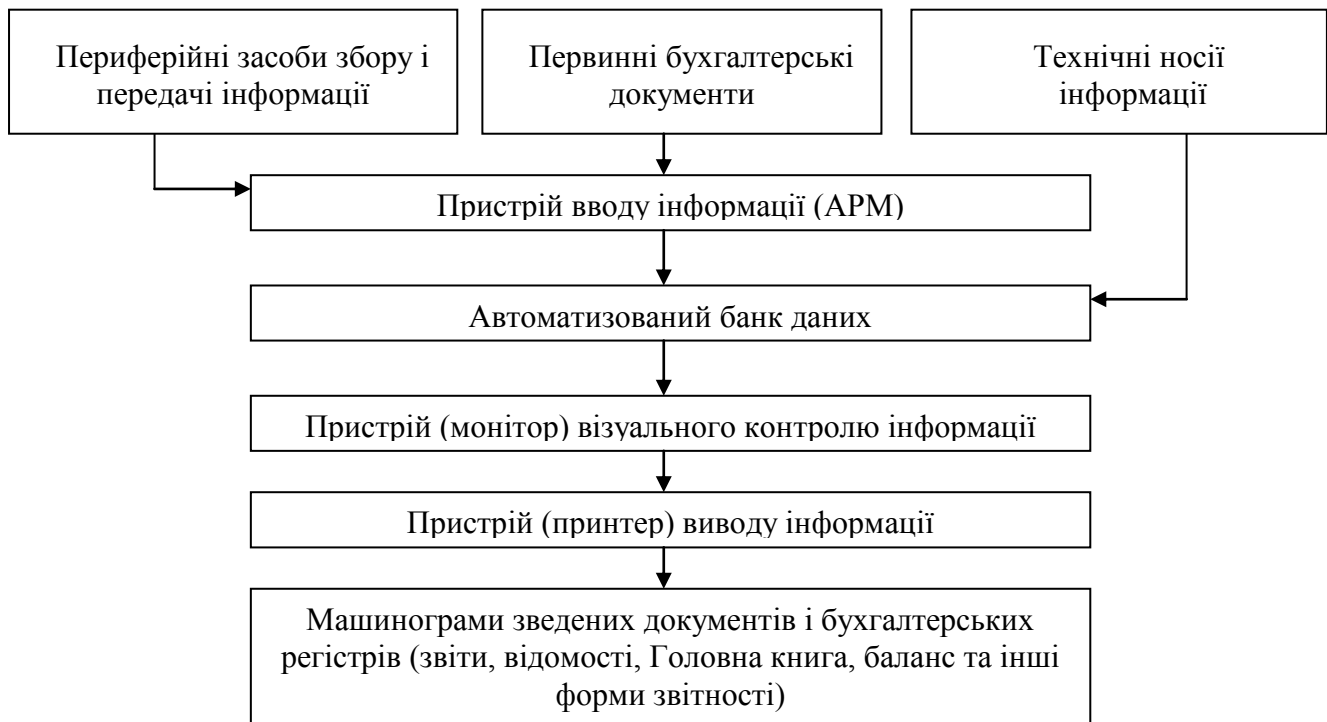 Периферійні засоби збору і
передачі інформації
Первинні бухгалтерські
документи
Технічні носії
інформації
Пристрій вводу інформації (АРМ)
Автоматизований банк даних
Пристрій (монітор) візуального контролю інформації
Пристрій (принтер) виводу інформації
Машинограми зведених документів і бухгалтерських
регістрів (звіти, відомості, Головна книга, баланс та інші
форми звітності)